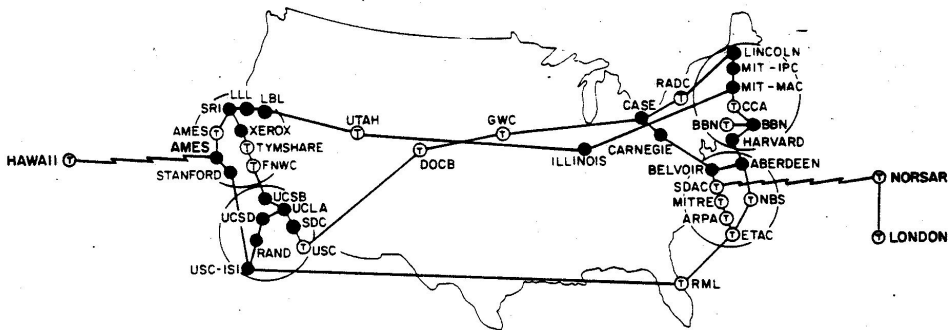 LINCOLN
MIT-IPC
RADC
MIT-MAC
LLL
LBL
SRI
CASE
CCA
GWC
BBN
BBN
AMES
XEROX
UTAH
HARVARD
TYMSHARE
CARNEGIE
AMES
DOCB
ILLINOIS
HAWAII
T
FNWC
BELVOIR
ABERDEEN
STANFORD
SDAC
NORSAR
UCSB
MITRE
NBS
UCLA
UCSD
SDC
ARPA
ETAC
LONDON
RAND
USC
USC-ISI
RML